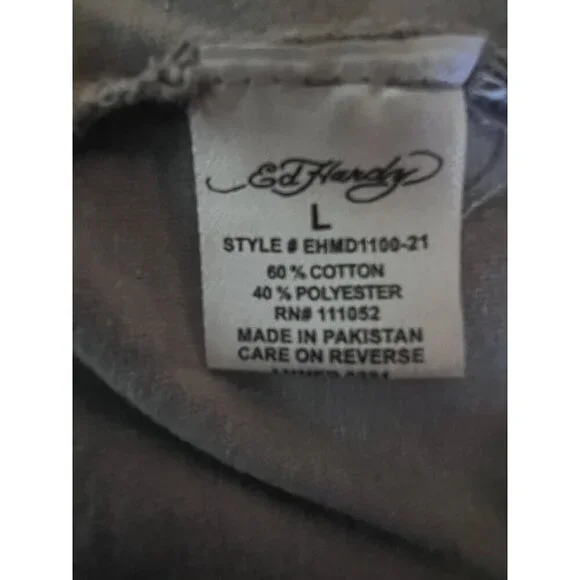 Ed Hardy
L
STYLE # EHMD1100-21
60 % COTTON
40 % POLYESTER
RN# 111052
MADE IN PAKISTAN
CARE ON REVERSE